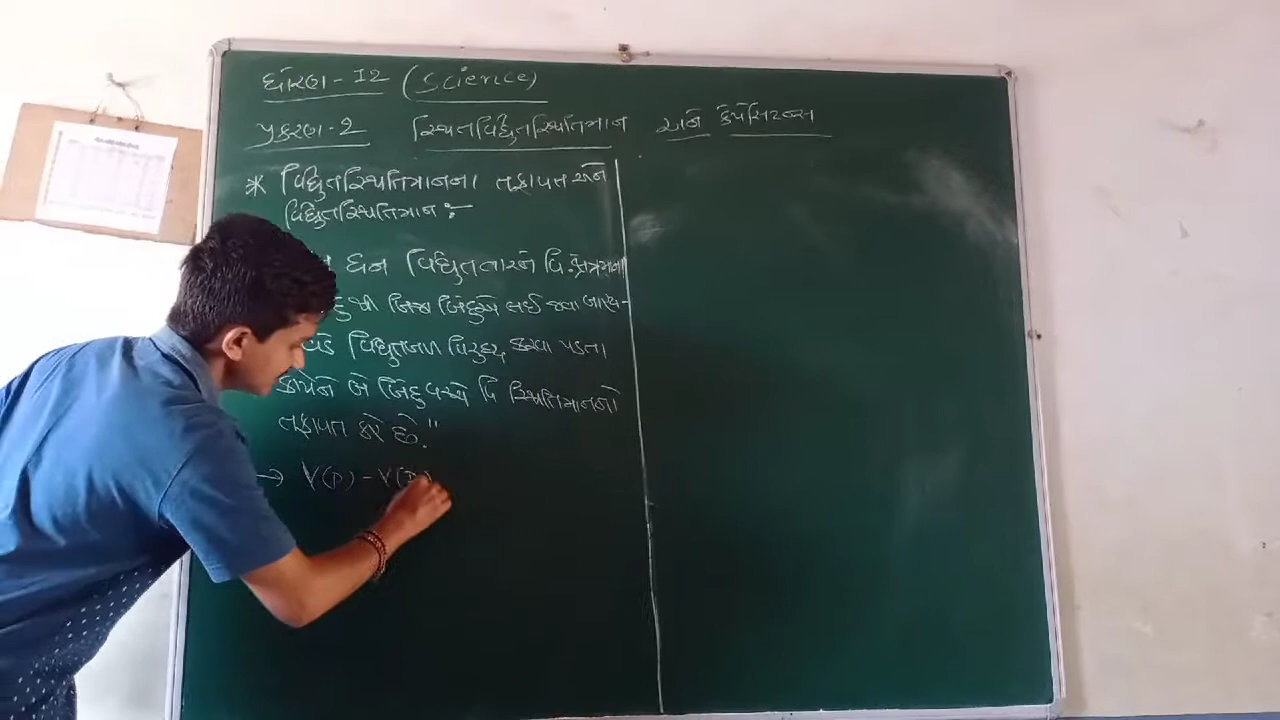 ધોરણ - 12 (Science)
પ્રકરણ - 2 સ્થિતવિદ્યુતસ્થિતિમાન અને કેપેસિટન્સ
* વિદ્યુતસ્થિતિમાનના તફાવત અને
વિદ્યુતસ્થિતિમાન :-
ધન વિદ્યુતભારને વિ.ક્ષેત્રમાંના
થી બીજા બિંદુએ લઈ જવા બાહ્ય-
વિદ્યુતબળ વિરુદ્ધ કરવા પડતા
કાર્યને બે બિંદુ વચ્ચે વિ સ્થિતિમાનનો
તફાવત કહે છે."
→ V(P) - V(